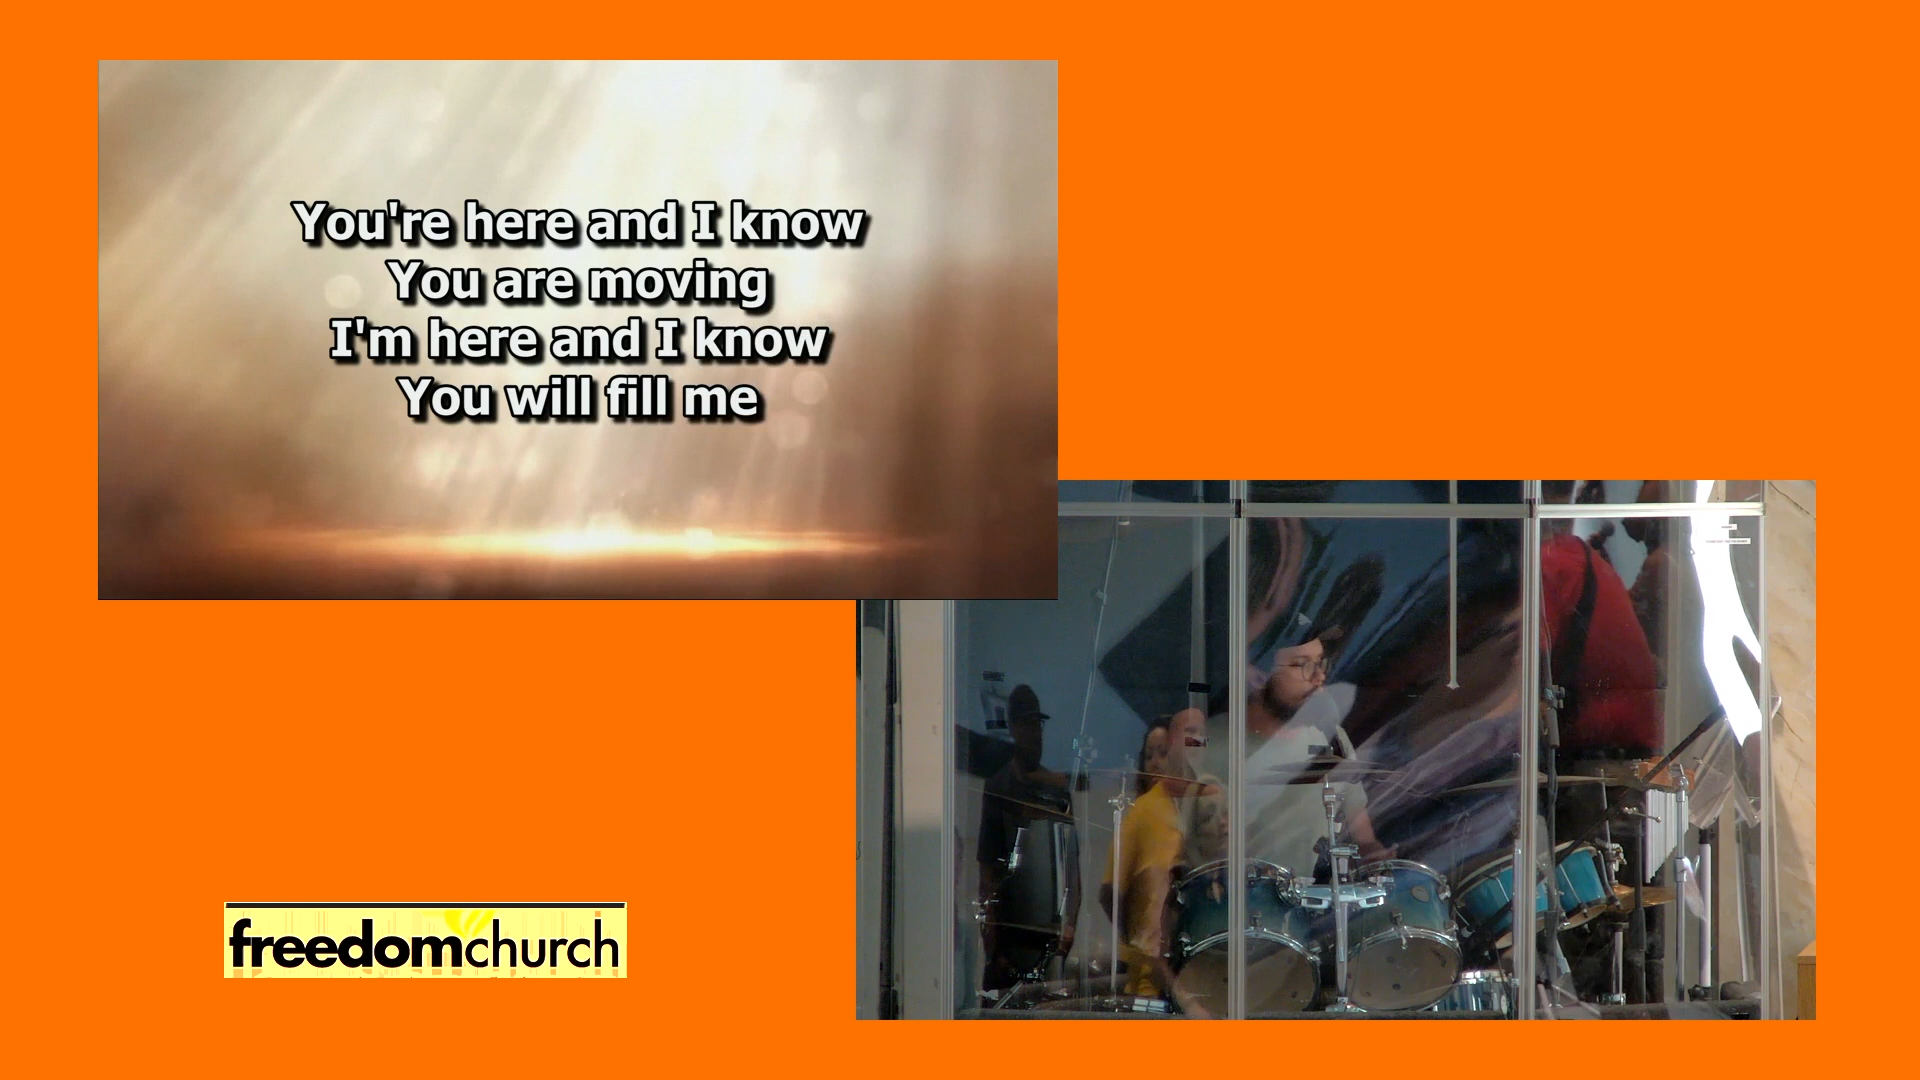 You're here and I know
You are moving
I'm here and I know
You will fill me
freedomchurch